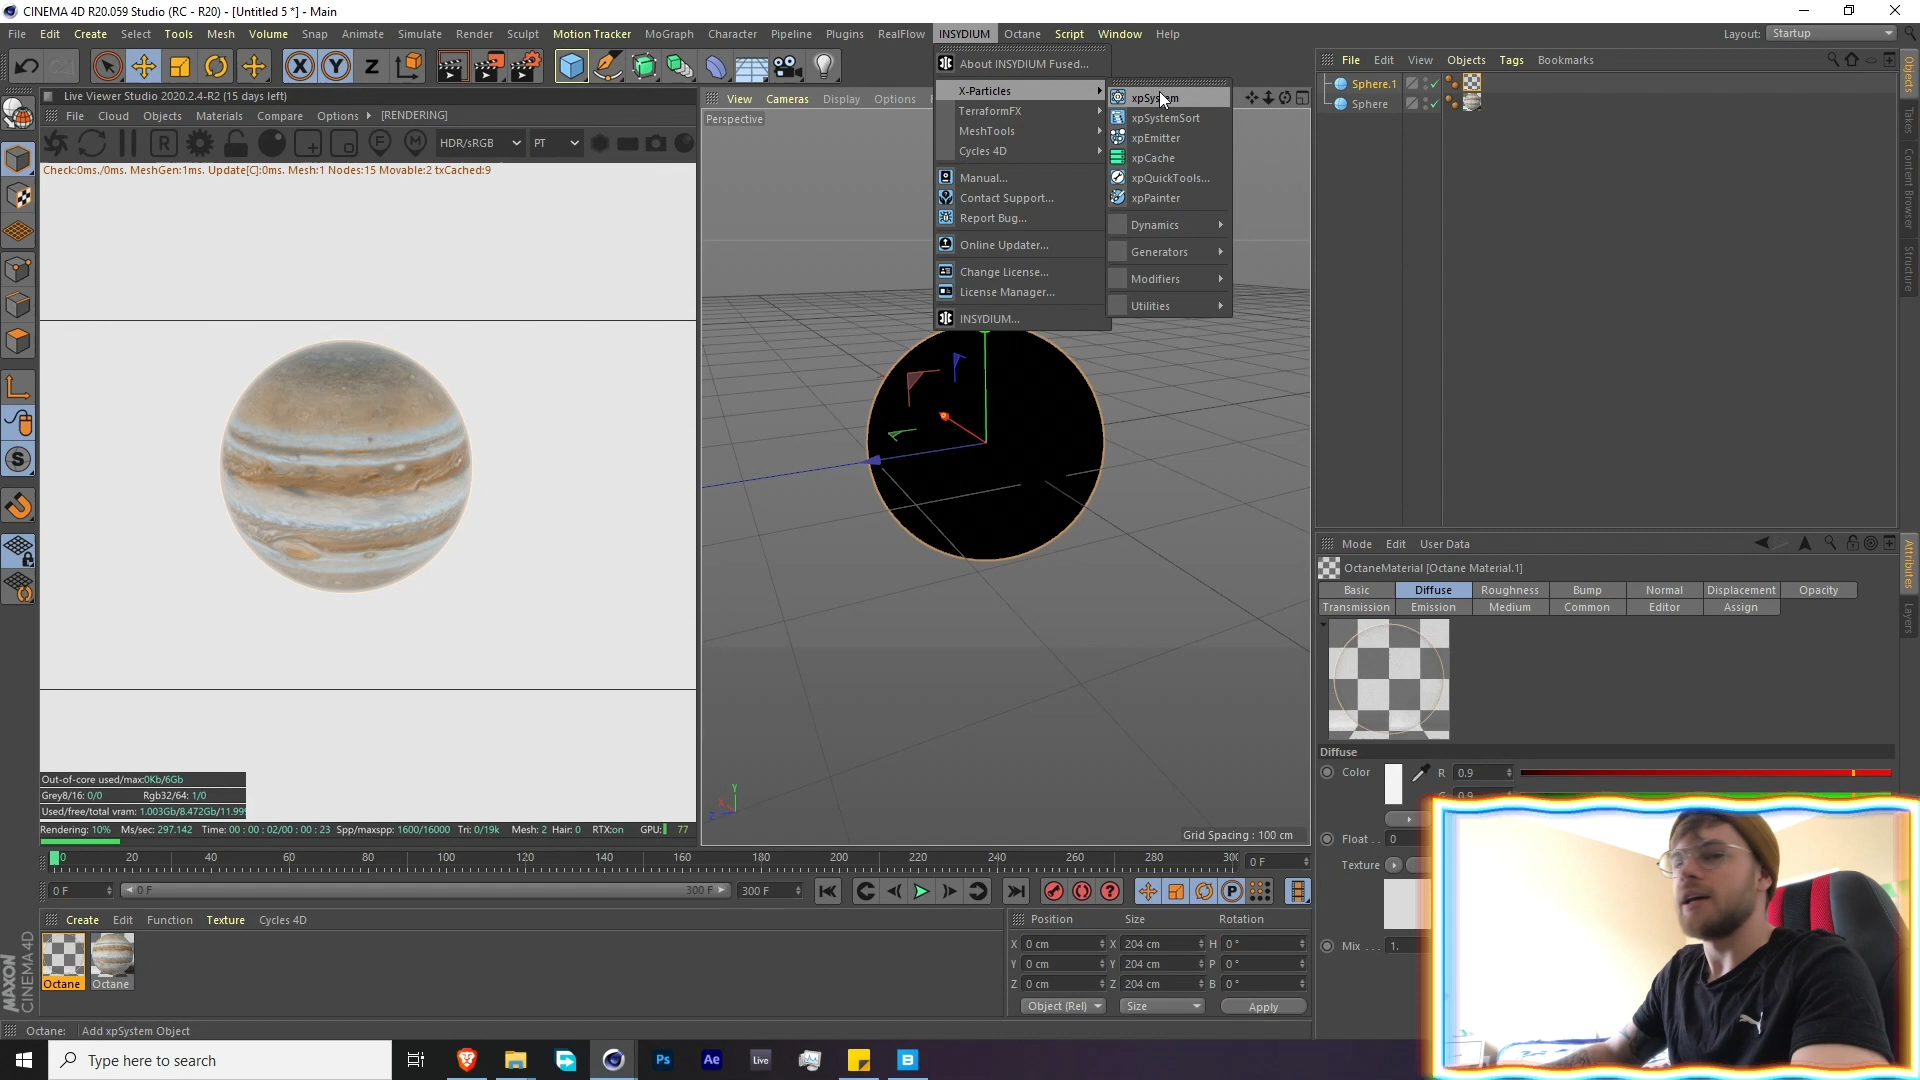 CINEMA 4D R20.059 Studio (RC - R20) - [Untitled 5 *] - Main
File Edit Create Select Tools Mesh Volume Snap Animate Simulate Render Sculpt Motion Tracker MoGraph Character Pipeline Plugins RealFlow INSYDIUM Octane Script Window Help
Layout: Startup
Live Viewer Studio 2020.2.4-R2 (15 days left)
File Cloud Objects Materials Compare Options [RENDERING]
HDR/sRGB PT
Check:0ms./0ms. MeshGen:1ms. Update[C]:0ms. Mesh:1 Nodes:15 Movable:2 txCached:9
Out-of-core used/max:0Kb/6Gb
Grey8/16: 0/0 Rgb32/64: 1/0
Used/free/total vram: 1.003Gb/8.472Gb/11.999
Rendering: 10% Ms/sec: 297.142 Time: 00 : 00 : 02/00 : 00 : 23 Spp/maxspp: 1600/16000 Tri: 0/19k Mesh: 2 Hair: 0 RTX:on GPU: 77
View Cameras Display Options
Perspective
About INSYDIUM Fused...
X-Particles
TerraformFX
MeshTools
Cycles 4D
Manual...
Contact Support...
Report Bug...
Online Updater...
Change License...
License Manager...
INSYDIUM...
xpSystem
xpSystemSort
xpEmitter
xpCache
xpQuickTools...
xpPainter
Dynamics
Generators
Modifiers
Utilities
X
Y
Z
Grid Spacing : 100 cm
File Edit View Objects Tags Bookmarks
Sphere.1
Sphere
Objects
Takes
Content Browser
Structure
Mode Edit User Data
OctaneMaterial [Octane Material.1]
Basic Diffuse Roughness Bump Normal Displacement Opacity
Transmission Emission Medium Common Editor Assign
Attributes
Layers
Diffuse
Color R 0.9
G 0.9
Float . . 0
Texture
Mix . . . 1.
0 20 40 60 80 100 120 140 160 180 200 220 240 260 280 30
0 F
0 F 0 F 300 F 300 F
Create Edit Function Texture Cycles 4D
Octane Octane
Position Size Rotation
X 0 cm X 204 cm H 0 °
Y 0 cm Y 204 cm P 0 °
Z 0 cm Z 204 cm B 0 °
Object (Rel) Size Apply
MAXON
CINEMA 4D
Octane: Add xpSystem Object
Type here to search
Ps Ae Live B